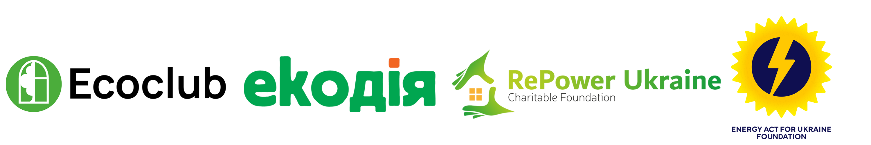 Ecoclub
екодія
RePower Ukraine
Charitable Foundation
ENERGY ACT FOR UKRAINE
FOUNDATION